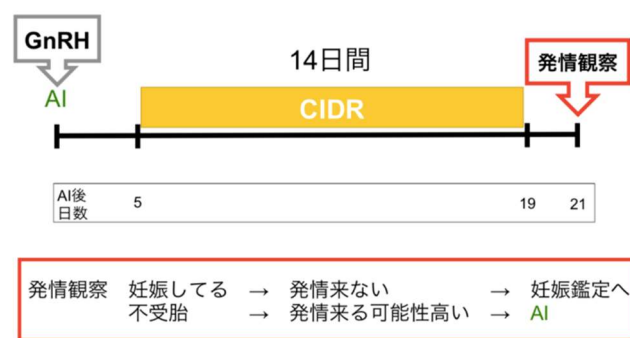 GnRH
AI
14日間
CIDR
発情観察
AI後
日数
5
19
21
発情観察 妊娠してる → 発情来ない → 妊娠鑑定へ
不受胎 → 発情来る可能性高い → AI